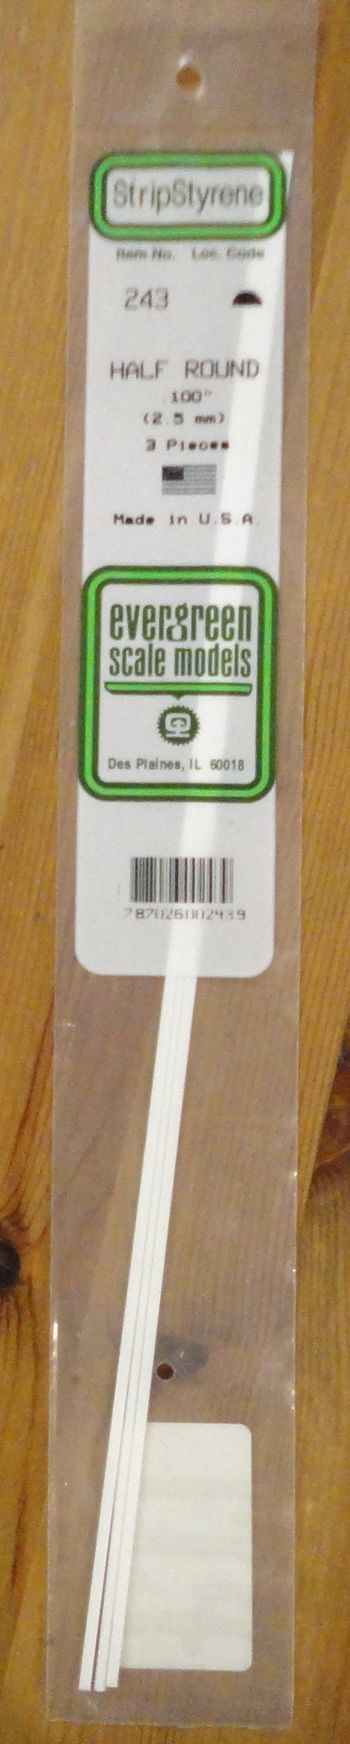 StripStyrene
Item No. Loc. Code
243
HALF ROUND
.100"
(2.5 mm)
3 Pieces
Made in U.S.A.
evergreen
scale models
Des Plaines, IL 60018
787026002439